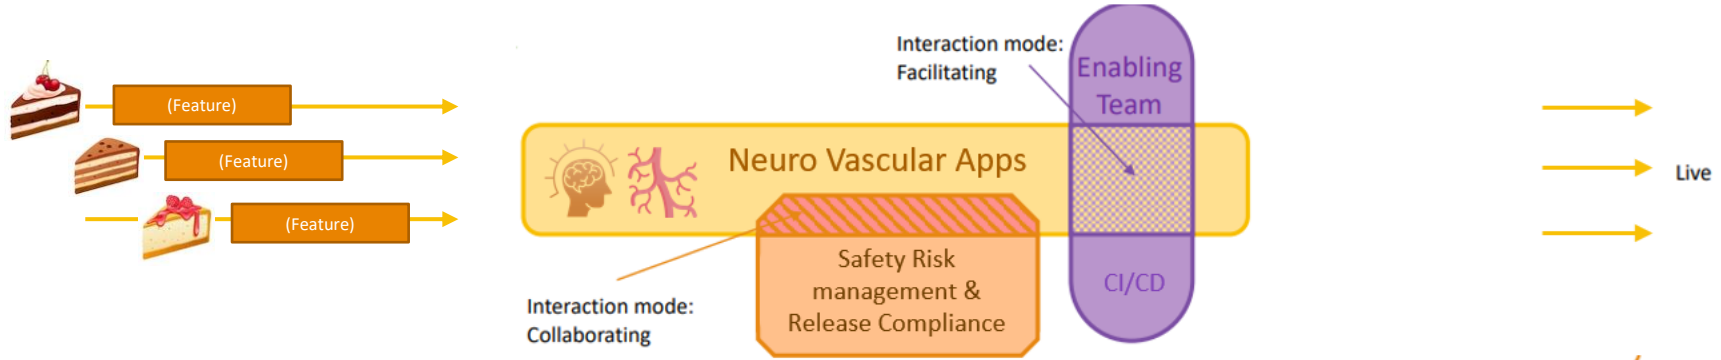 (Feature)
(Feature)
(Feature)
Interaction mode:
Facilitating
Enabling
Team
Neuro Vascular Apps
Safety Risk
management &
Release Compliance
CI/CD
Interaction mode:
Collaborating
Live